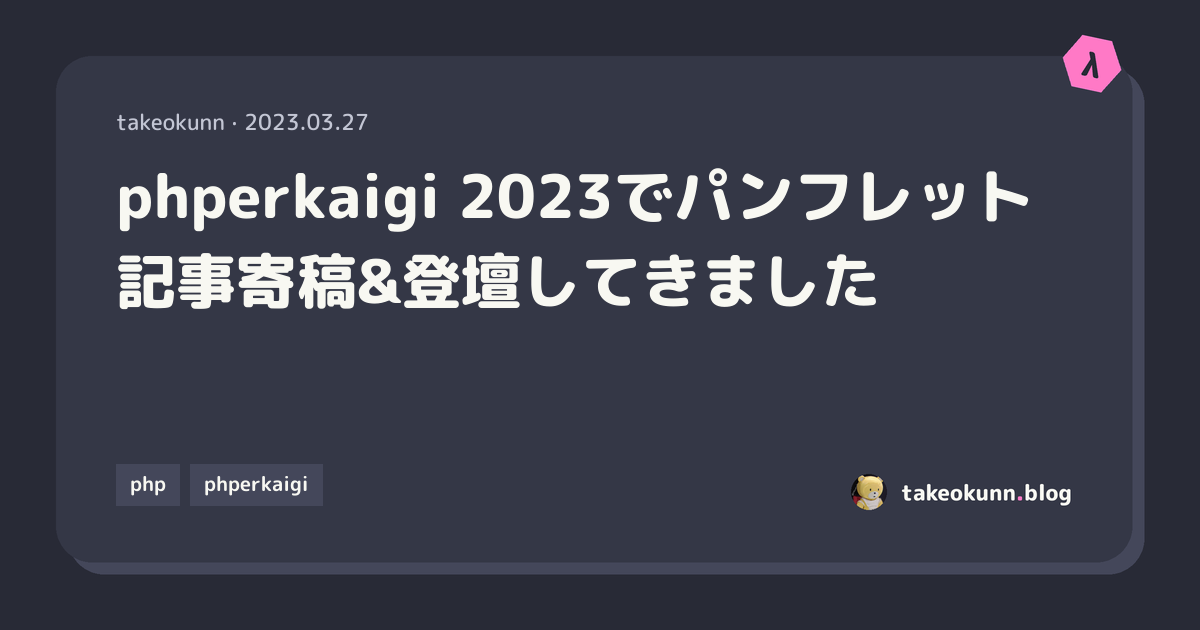 λ
takeokunn · 2023.03.27
phperkaigi 2023でパンフレット
記事寄稿&登壇してきました
php
phperkaigi
takeokunn.blog